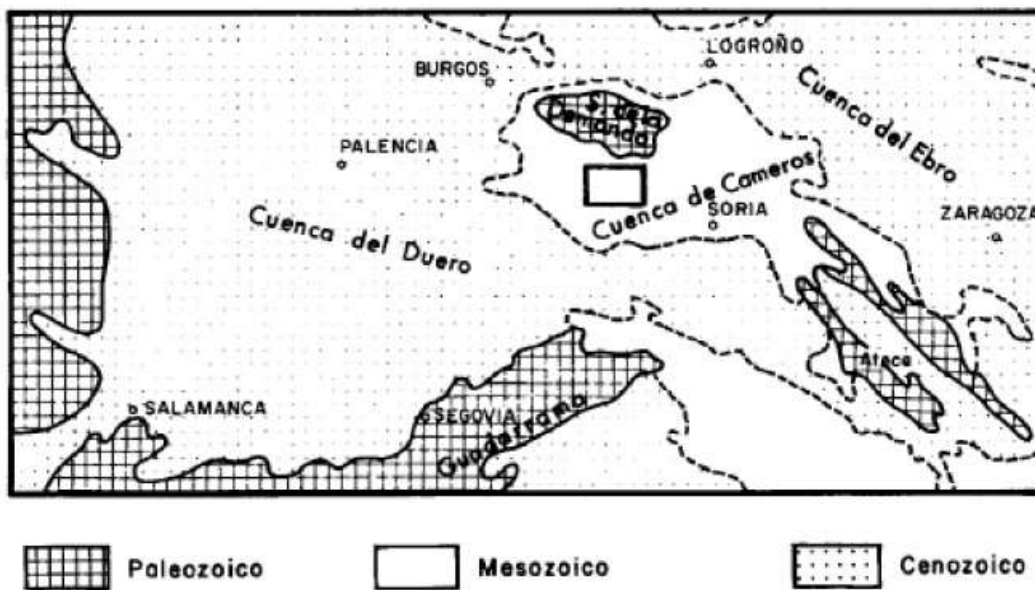 LOGROÑO
BURGOS
S. de la
Demanda
Cuenca del Ebro
PALENCIA
Cuenca de Cameros
SORIA
ZARAGOZA
Cuenca del Duero
Ateca
SALAMANCA
SEGOVIA
Guadarrama
Paleozoico
Mesozoico
Cenozoico